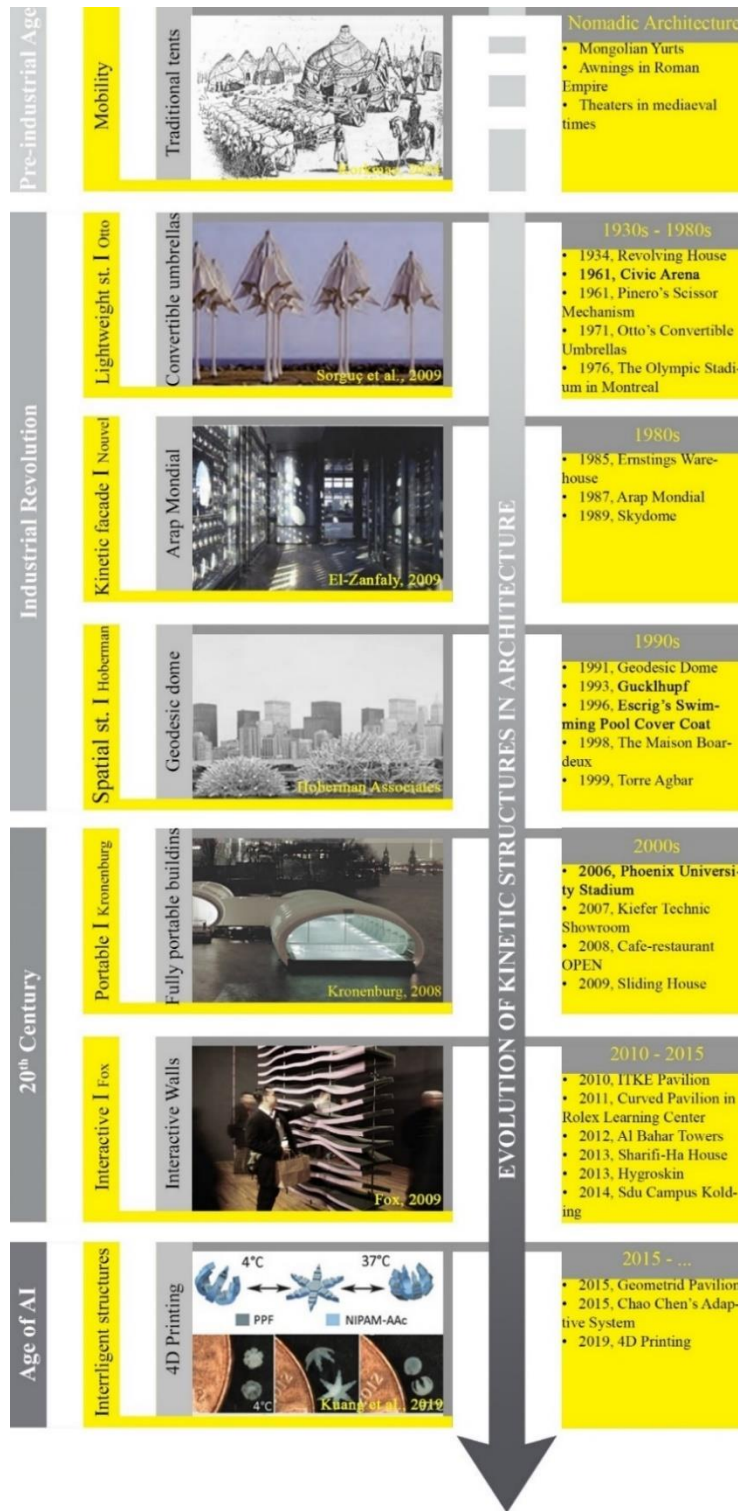 Pre-industrial Age
Mobility
Traditional tents
Nomadic Architecture
• Mongolian Yurts
• Awnings in Roman
Empire
• Theaters in mediaeval
times
Industrial Revolution
Lightweight st. I Otto
Convertible umbrellas
Sorguç et al., 2009
1930s - 1980s
• 1934, Revolving House
• 1961, Civic Arena
• 1961, Pinero's Scissor
Mechanism
• 1971, Otto's Convertible
Umbrellas
• 1976, The Olympic Stadi-
um in Montreal
Kinetic facade I Nouvel
Arap Mondial
El-Zanfaly, 2009
1980s
• 1985, Ernstings Ware-
house
• 1987, Arap Mondial
• 1989, Skydome
Spatial st. I Hoberman
Geodesic dome
Hoberman Associates
1990s
• 1991, Geodesic Dome
• 1993, Gucklhupf
• 1996, Escrig's Swim-
ming Pool Cover Coat
• 1998, The Maison Boar-
deux
• 1999, Torre Agbar
EVOLUTION OF KINETIC STRUCTURES IN ARCHITECTURE
20th Century
Portable I Kronenburg
Fully portable buildins
Kronenburg, 2008
2000s
• 2006, Phoenix Universi-
ty Stadium
• 2007, Kiefer Technic
Showroom
• 2008, Cafe-restaurant
OPEN
• 2009, Sliding House
Interactive I Fox
Interactive Walls
Fox, 2009
2010 - 2015
• 2010, ITKE Pavilion
• 2011, Curved Pavilion in
Rolex Learning Center
• 2012, Al Bahar Towers
• 2013, Sharifi-Ha House
• 2013, Hygroskin
• 2014, Sdu Campus Kold-
ing
Age of AI
Interrligent structures
4D Printing
4°C 37°C
PPF NIPAM-AAc
4°C
Kuang et al., 2019
2015 - ...
• 2015, Geometrid Pavilion
• 2015, Chao Chen's Adap-
tive System
• 2019, 4D Printing